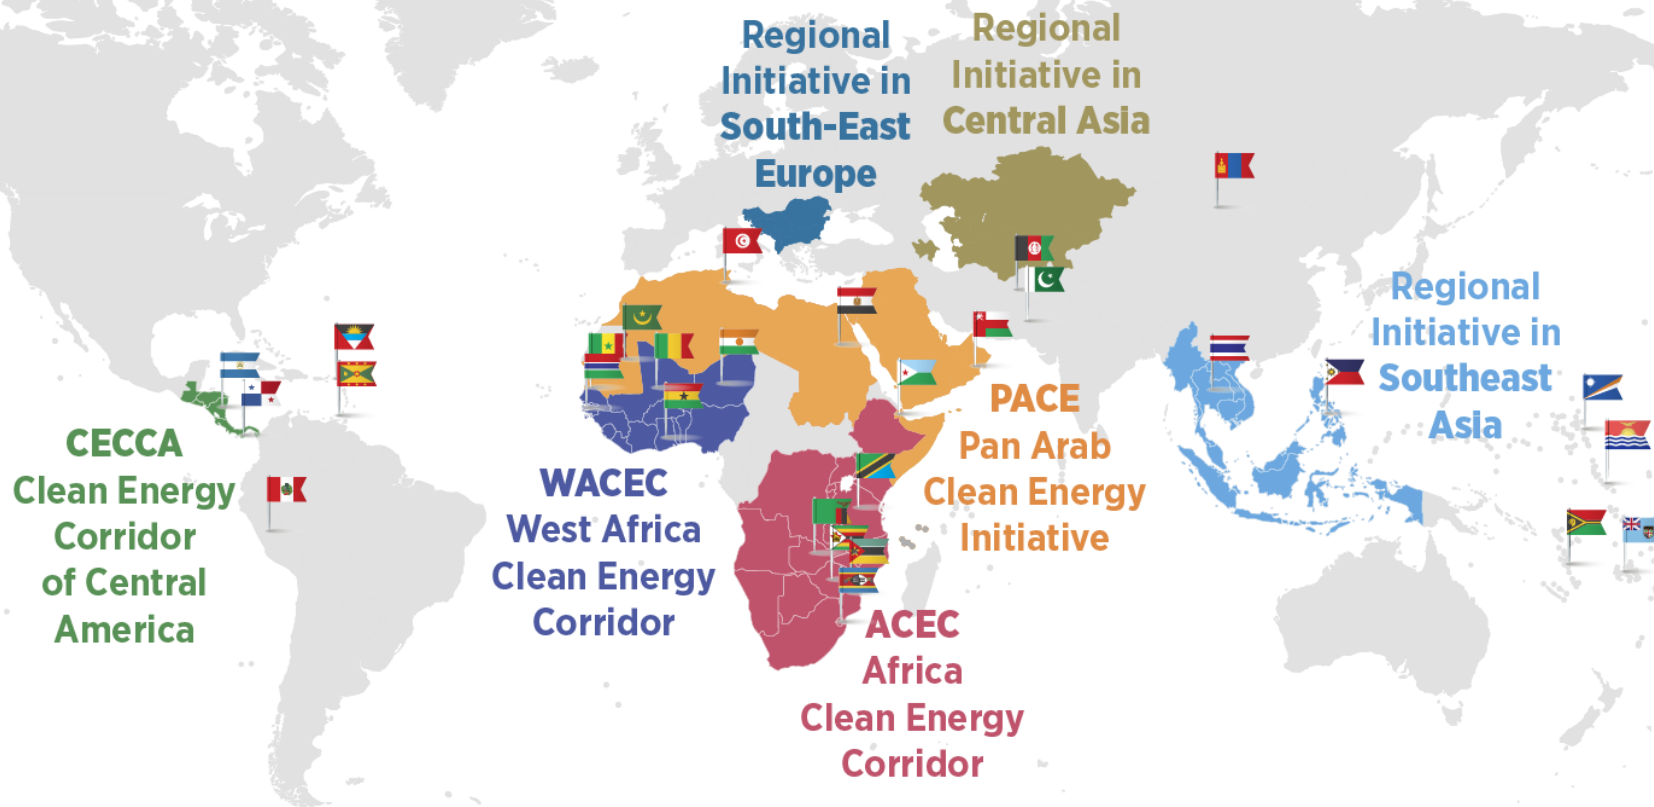 Regional
Initiative in
South-East
Europe
Regional
Initiative in
Central Asia
Regional
Initiative in
Southeast
Asia
CECCA
Clean Energy
Corridor
of Central
America
WACEC
West Africa
Clean Energy
Corridor
PACE
Pan Arab
Clean Energy
Initiative
ACEC
Africa
Clean Energy
Corridor